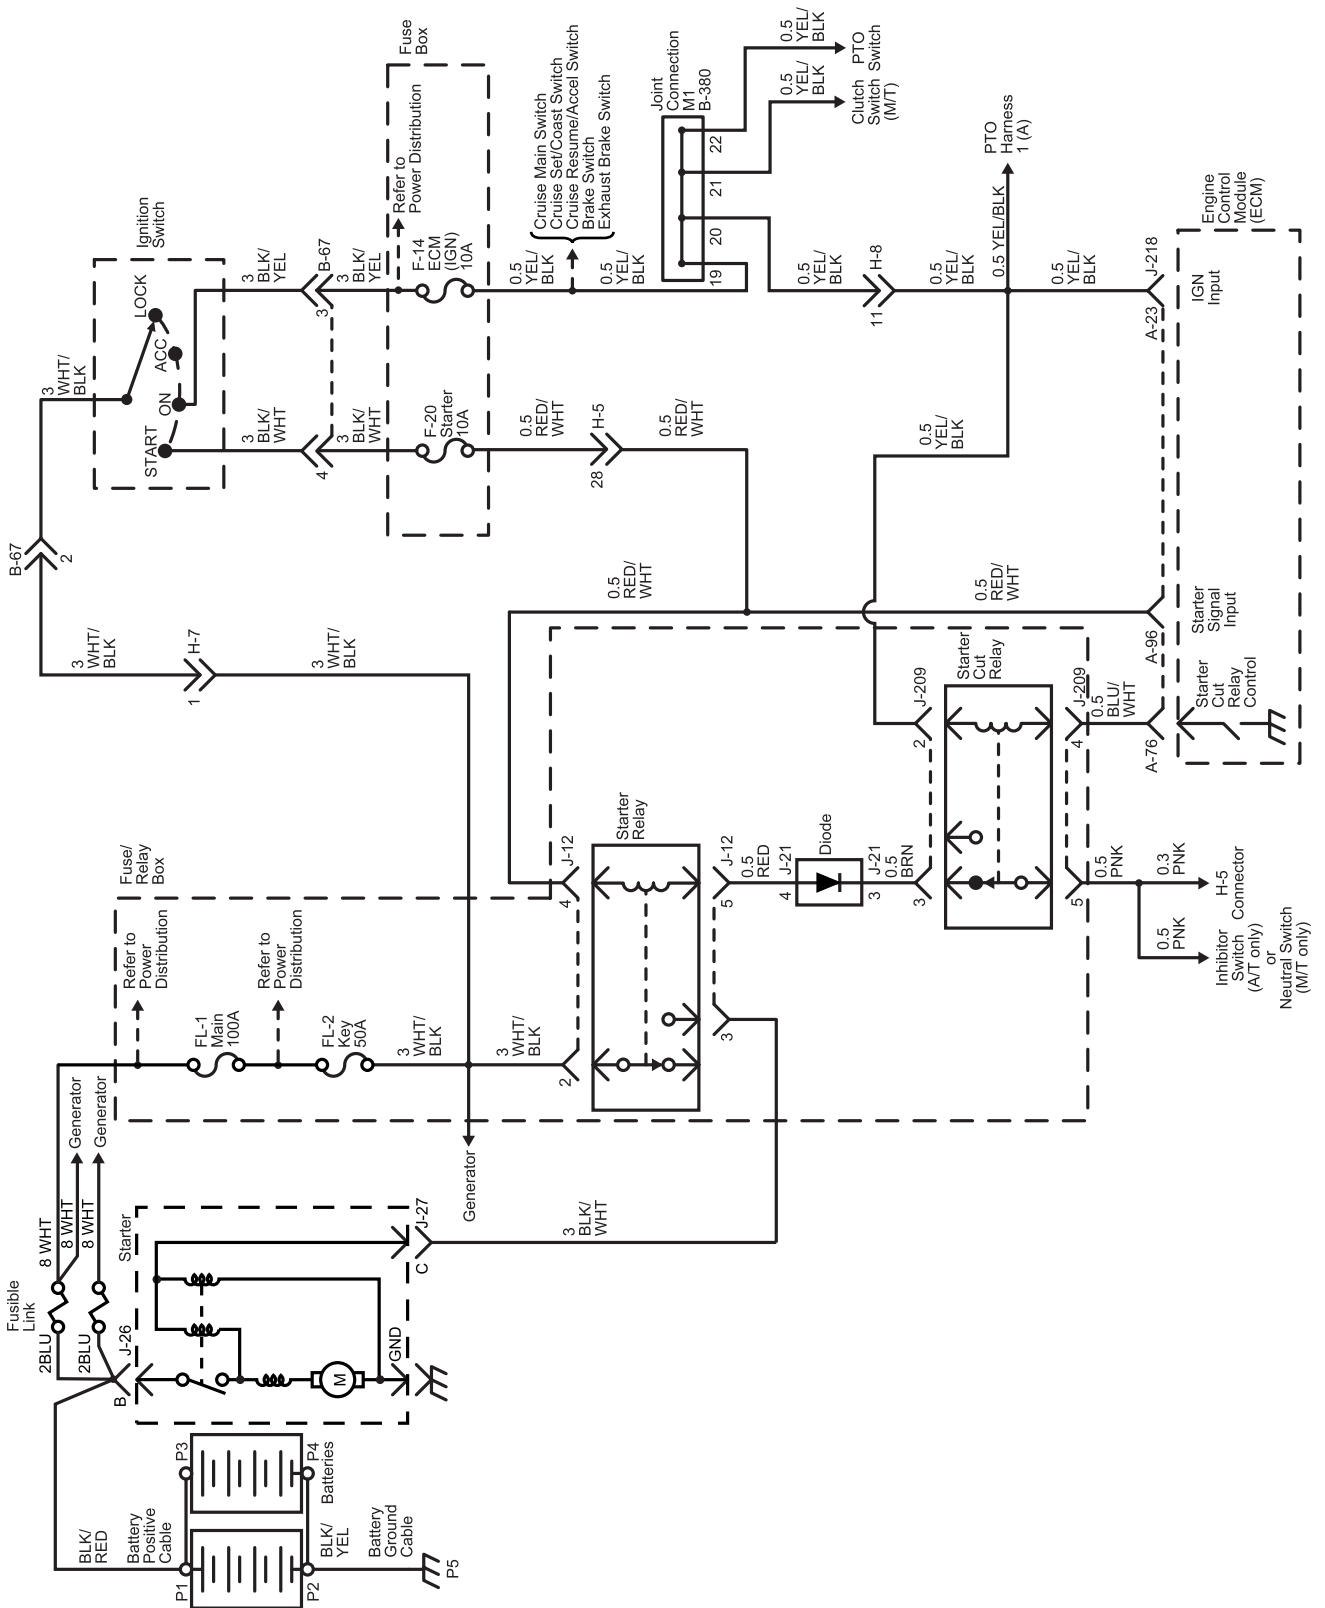 Fusible
Link
8 WHT
8 WHT
8 WHT
2BLU
2BLU
Generator
Generator
J-26
B
Starter
M
GND
J-27
C
BLK/
RED
Battery
Positive
Cable
P1
P2
P3
P4
Batteries
BLK/
YEL
Battery
Ground
Cable
P5
Fuse/
Relay
Box
Refer to
Power
Distribution
FL-1
Main
100A
Refer to
Power
Distribution
FL-2
Key
50A
3
WHT/
BLK
3
WHT/
BLK
Generator
3
BLK/
WHT
2
4
J-12
Starter
Relay
J-12
5
3
0.5
RED
J-21
4
Diode
J-21
3
0.5
BRN
3
2
J-209
Starter
Cut
Relay
J-209
4
5
0.5
BLU/
WHT
0.5
PNK
0.3
PNK
H-5
Connector
0.5
PNK
Inhibitor
Switch
(A/T only)
or
Neutral Switch
(M/T only)
B-67
2
3
WHT/
BLK
H-7
1
3
WHT/
BLK
3
WHT/
BLK
Ignition
Switch
LOCK
ACC
ON
START
3
BLK/
YEL
B-67
3
3
BLK/
YEL
3
BLK/
WHT
4
3
BLK/
WHT
Fuse
Box
Refer to
Power Distribution
F-14
ECM
(IGN)
10A
F-20
Starter
10A
0.5
YEL/
BLK
0.5
YEL/
BLK
Cruise Main Switch
Cruise Set/Coast Switch
Cruise Resume/Accel Switch
Brake Switch
Exhaust Brake Switch
0.5
RED/
WHT
H-5
28
0.5
RED/
WHT
0.5
RED/
WHT
0.5
RED/
WHT
Joint
Connection
M1
B-380
19
20
21
22
0.5
YEL/
BLK
PTO
Switch
0.5
YEL/
BLK
Clutch
Switch
(M/T)
0.5
YEL/
BLK
H-8
11
0.5
YEL/
BLK
0.5 YEL/BLK
PTO
Harness
1 (A)
0.5
YEL/
BLK
0.5
YEL/
BLK
J-218
A-23
A-96
A-76
Engine
Control
Module
(ECM)
IGN
Input
Starter
Signal
Input
Starter
Cut
Relay
Control